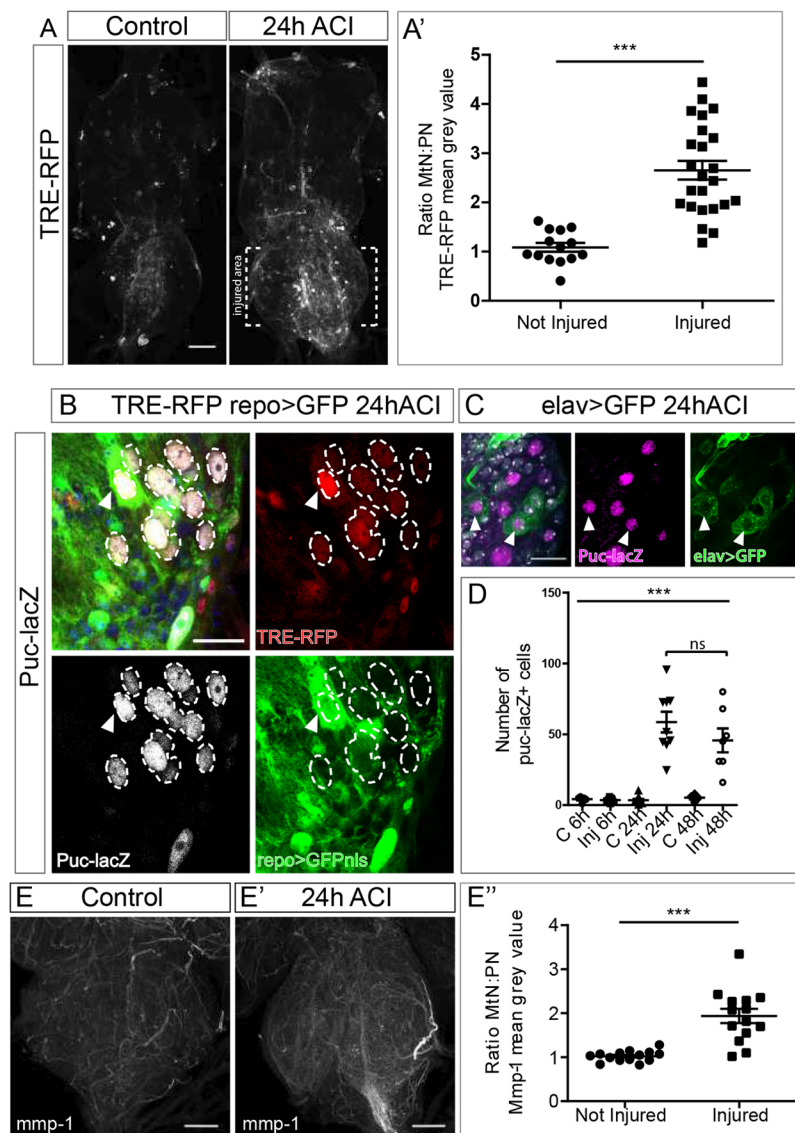 A
Control
24h ACI
TRE-RFP
injured area
A'
***
Ratio MtN:PN
TRE-RFP mean grey value
5
4
3
2
1
0
Not Injured
Injured
B
TRE-RFP repo>GFP 24hACI
Puc-lacZ
TRE-RFP
Puc-lacZ
repo>GFPnls
C
elav>GFP 24hACI
Puc-lacZ
elav>GFP
D
***
ns
Number of
puc-lacZ+ cells
150
100
50
0
C 6h
Inj 6h
C 24h
Inj 24h
C 48h
Inj 48h
E
Control
mmp-1
E'
24h ACI
mmp-1
E''
***
Ratio MtN:PN
Mmp-1 mean grey value
4
3
2
1
0
Not Injured
Injured